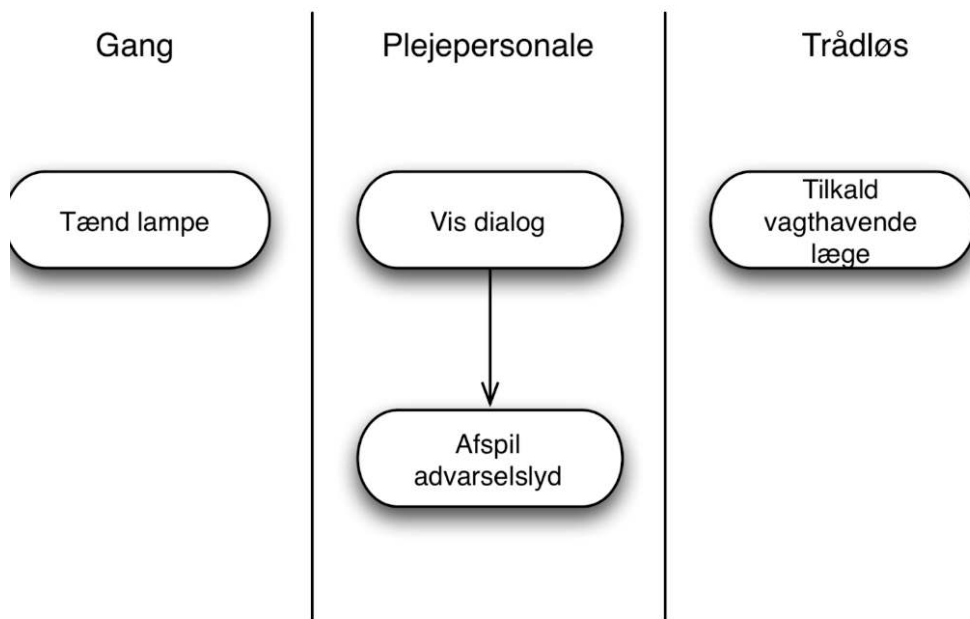 Gang
Plejepersonale
Trådløs
Tænd lampe
Vis dialog
Tilkald
vagthavende
læge
Afspil
advarselslyd